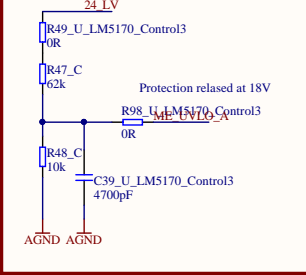 24_LV
R49_U_LM5170_Control3
0R
R47_C
62k
Protection relased at 18V
R98_U_LM5170_Control3
ME_UVLO_A
0R
R48_C
10k
C39_U_LM5170_Control3
4700pF
AGND AGND